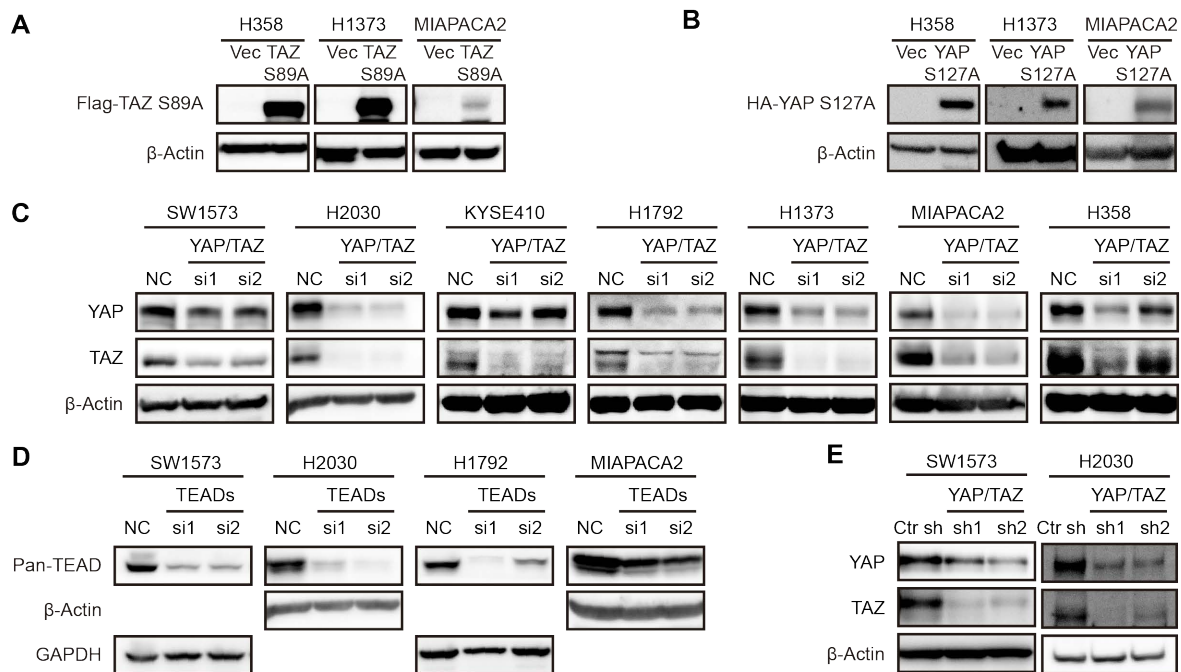 A
H358 H1373 MIAPACA2
Vec TAZ Vec TAZ Vec TAZ
S89A S89A S89A
Flag-TAZ S89A
β-Actin
B
H358 H1373 MIAPACA2
Vec YAP Vec YAP Vec YAP
S127A S127A S127A
HA-YAP S127A
β-Actin
C
SW1573 H2030 KYSE410 H1792 H1373 MIAPACA2 H358
YAP/TAZ YAP/TAZ YAP/TAZ YAP/TAZ YAP/TAZ YAP/TAZ YAP/TAZ
NC si1 si2 NC si1 si2 NC si1 si2 NC si1 si2 NC si1 si2 NC si1 si2 NC si1 si2
YAP
TAZ
β-Actin
D
SW1573 H2030 H1792 MIAPACA2
TEADs TEADs TEADs TEADs
NC si1 si2 NC si1 si2 NC si1 si2 NC si1 si2
Pan-TEAD
β-Actin
GAPDH
E
SW1573 H2030
YAP/TAZ YAP/TAZ
Ctr sh sh1 sh2 Ctr sh sh1 sh2
YAP
TAZ
β-Actin